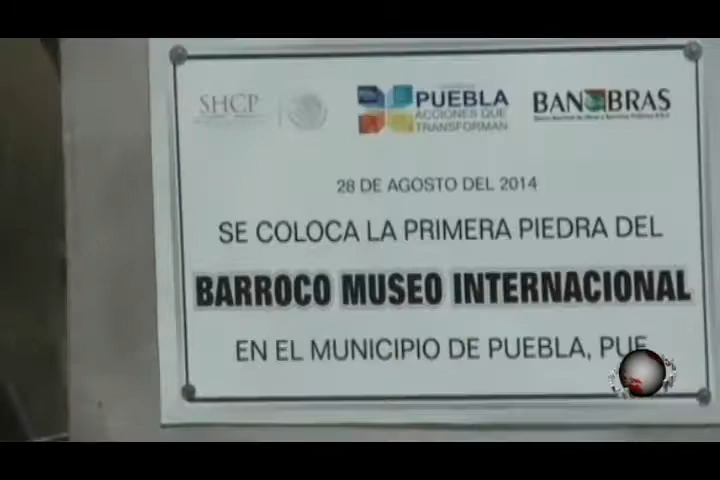 SHCP
PUEBLA
ACCIONES QUE
TRANSFORMAN
BANOBRAS
28 DE AGOSTO DEL 2014
SE COLOCA LA PRIMERA PIEDRA DEL
BARROCO MUSEO INTERNACIONAL
EN EL MUNICIPIO DE PUEBLA, PUE